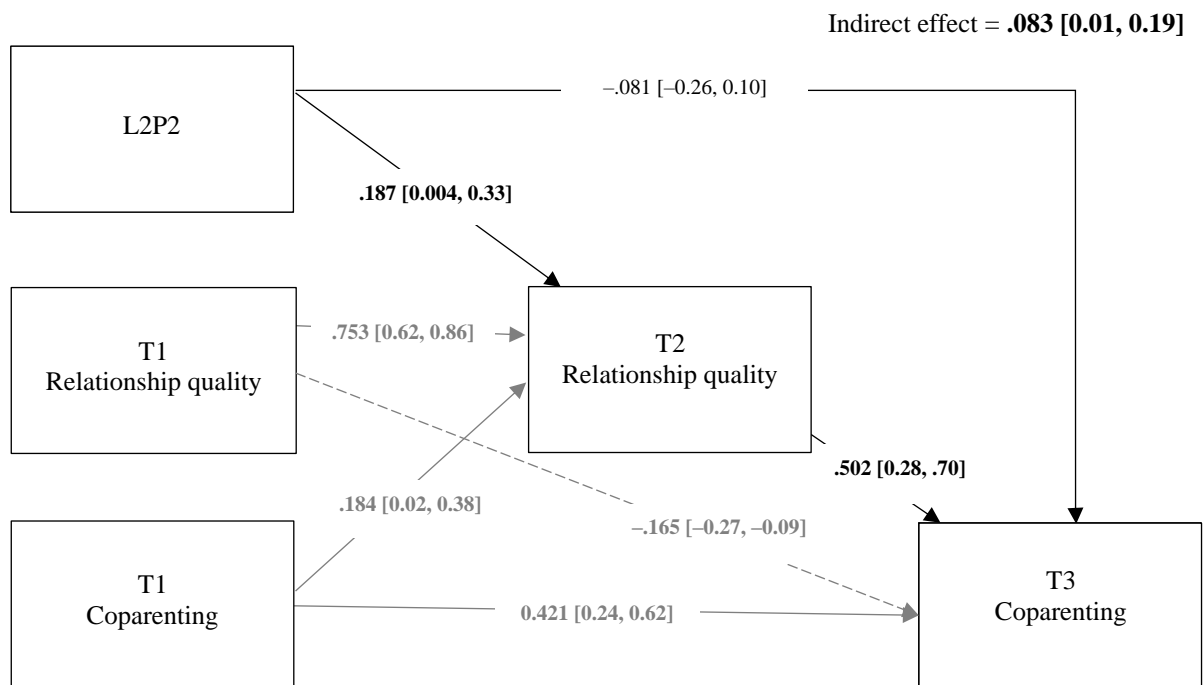 Indirect effect = .083 [0.01, 0.19]
L2P2
–.081 [–0.26, 0.10]
.187 [0.004, 0.33]
T1
Relationship quality
.753 [0.62, 0.86]
T2
Relationship quality
.502 [0.28, .70]
.184 [0.02, 0.38]
–.165 [–0.27, –0.09]
T1
Coparenting
0.421 [0.24, 0.62]
T3
Coparenting